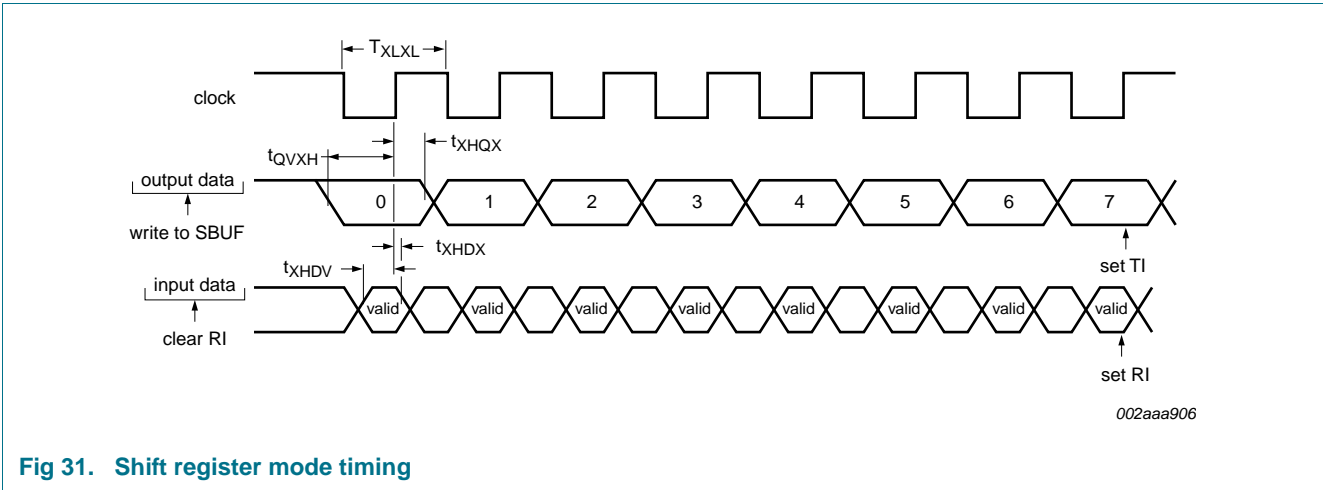 TXLXL
clock
tXHQX
tQVXH
output data
0 1 2 3 4 5 6 7
write to SBUF
tXHDX
set TI
tXHDV
input data
valid valid valid valid valid valid valid valid
clear RI
set RI
002aaa906
Fig 31. Shift register mode timing